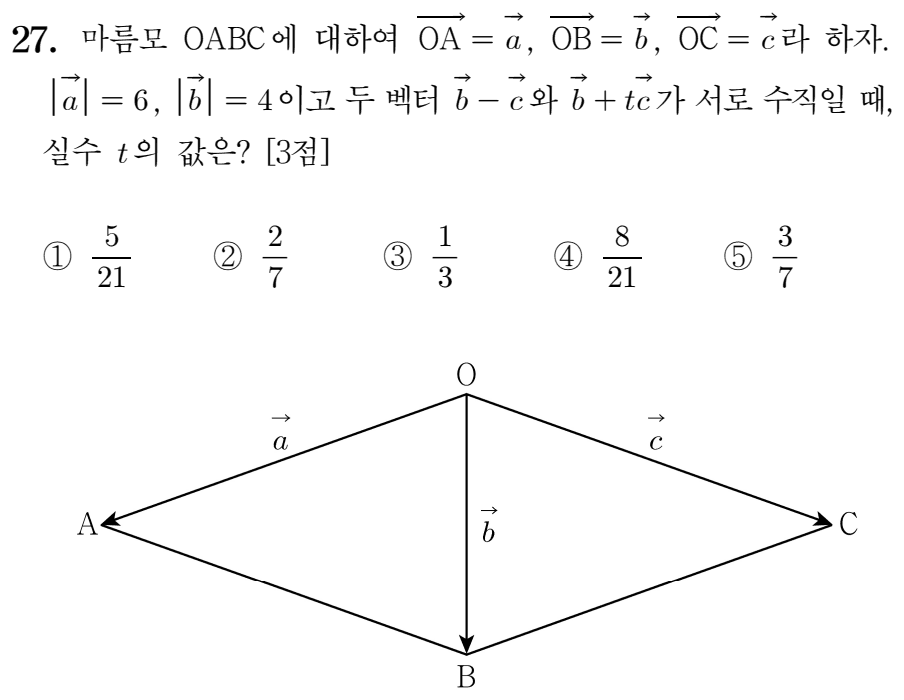 27. 마름모 OABC에 대하여 $\overrightarrow{OA} = \vec{a}$, $\overrightarrow{OB} = \vec{b}$, $\overrightarrow{OC} = \vec{c}$라 하자.
$|\vec{a}| = 6$, $|\vec{b}| = 4$이고 두 벡터 $\vec{b} - \vec{c}$와 $\vec{b} + t\vec{c}$가 서로 수직일 때,
실수 $t$의 값은? [3점]
① $\frac{5}{21}$ ② $\frac{2}{7}$ ③ $\frac{1}{3}$ ④ $\frac{8}{21}$ ⑤ $\frac{3}{7}$
O
$\vec{a}$ $\vec{c}$
A $\vec{b}$ C
B